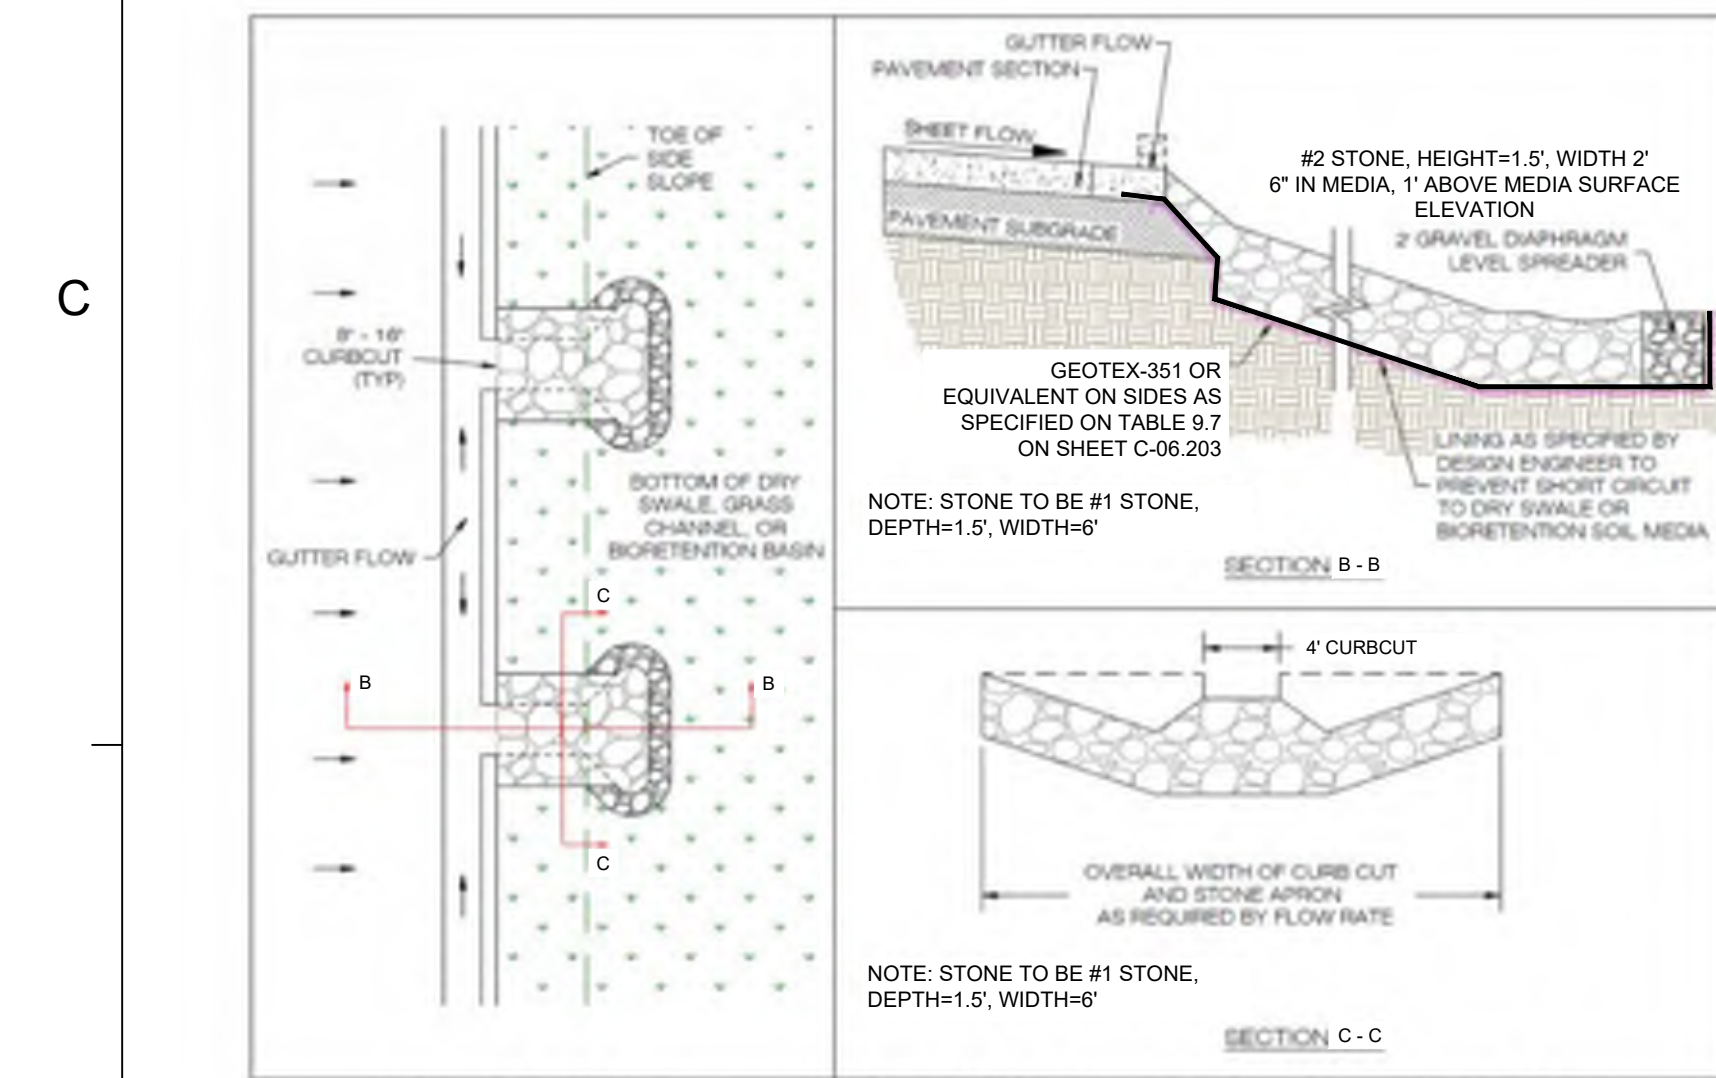 C
TOE OF
SIDE
SLOPE
CURBCUT
(TYP)
BOTTOM OF DRY
SWALE, GRASS
CHANNEL, OR
BIORETENTION BASIN
GUTTER FLOW
C
B
B
C
GUTTER FLOW
PAVEMENT SECTION
SHEET FLOW
PAVEMENT SUBGRADE
#2 STONE, HEIGHT=1.5', WIDTH 2'
6" IN MEDIA, 1' ABOVE MEDIA SURFACE
ELEVATION
2' GRAVEL DIAPHRAGM
LEVEL SPREADER
GEOTEX-351 OR
EQUIVALENT ON SIDES AS
SPECIFIED ON TABLE 9.7
ON SHEET C-06.203
LINING AS SPECIFIED BY
DESIGN ENGINEER TO
PREVENT SHORT CIRCUIT
TO DRY SWALE OR
BIORETENTION SOIL MEDIA
NOTE: STONE TO BE #1 STONE,
DEPTH=1.5', WIDTH=6'
SECTION B - B
4' CURBCUT
OVERALL WIDTH OF CURB CUT
AND STONE APRON
AS REQUIRED BY FLOW RATE
NOTE: STONE TO BE #1 STONE,
DEPTH=1.5', WIDTH=6'
SECTION C - C